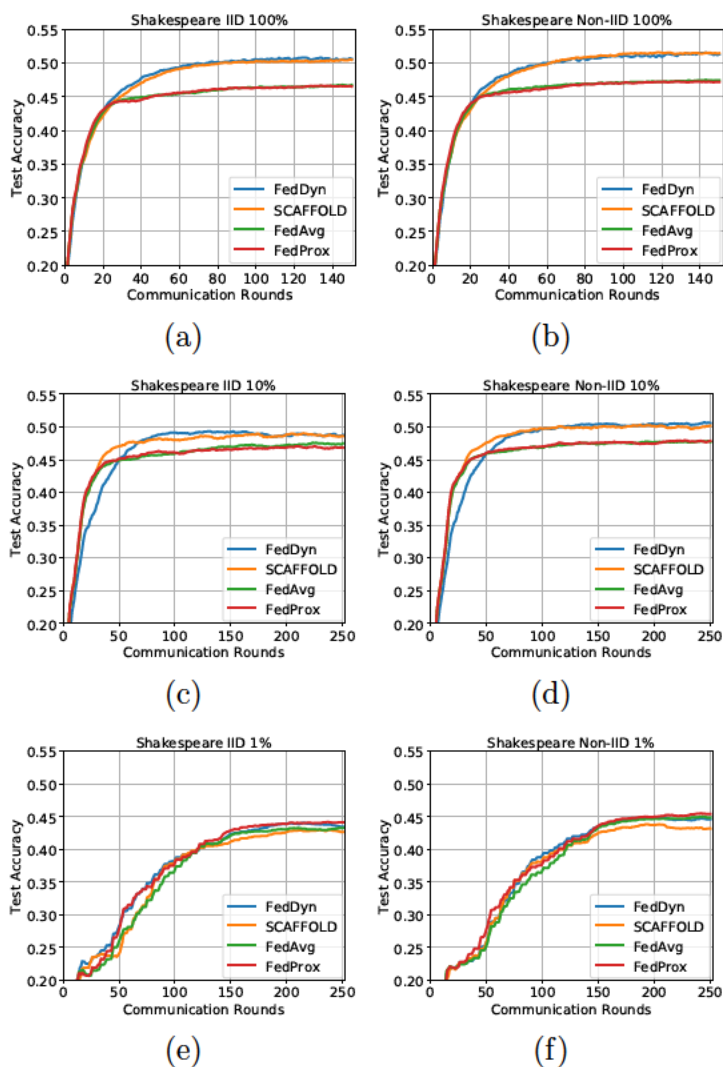 Shakespeare IID 100%
Test Accuracy
0.55
0.50
0.45
0.40
0.35
0.30
0.25
0.20
FedDyn
SCAFFOLD
FedAvg
FedProx
0 20 40 60 80 100 120 140
Communication Rounds
(a)
Shakespeare Non-IID 100%
Test Accuracy
0.55
0.50
0.45
0.40
0.35
0.30
0.25
0.20
FedDyn
SCAFFOLD
FedAvg
FedProx
0 20 40 60 80 100 120 140
Communication Rounds
(b)
Shakespeare IID 10%
Test Accuracy
0.55
0.50
0.45
0.40
0.35
0.30
0.25
0.20
FedDyn
SCAFFOLD
FedAvg
FedProx
0 50 100 150 200 250
Communication Rounds
(c)
Shakespeare Non-IID 10%
Test Accuracy
0.55
0.50
0.45
0.40
0.35
0.30
0.25
0.20
FedDyn
SCAFFOLD
FedAvg
FedProx
0 50 100 150 200 250
Communication Rounds
(d)
Shakespeare IID 1%
Test Accuracy
0.55
0.50
0.45
0.40
0.35
0.30
0.25
0.20
FedDyn
SCAFFOLD
FedAvg
FedProx
0 50 100 150 200 250
Communication Rounds
(e)
Shakespeare Non-IID 1%
Test Accuracy
0.55
0.50
0.45
0.40
0.35
0.30
0.25
0.20
FedDyn
SCAFFOLD
FedAvg
FedProx
0 50 100 150 200 250
Communication Rounds
(f)